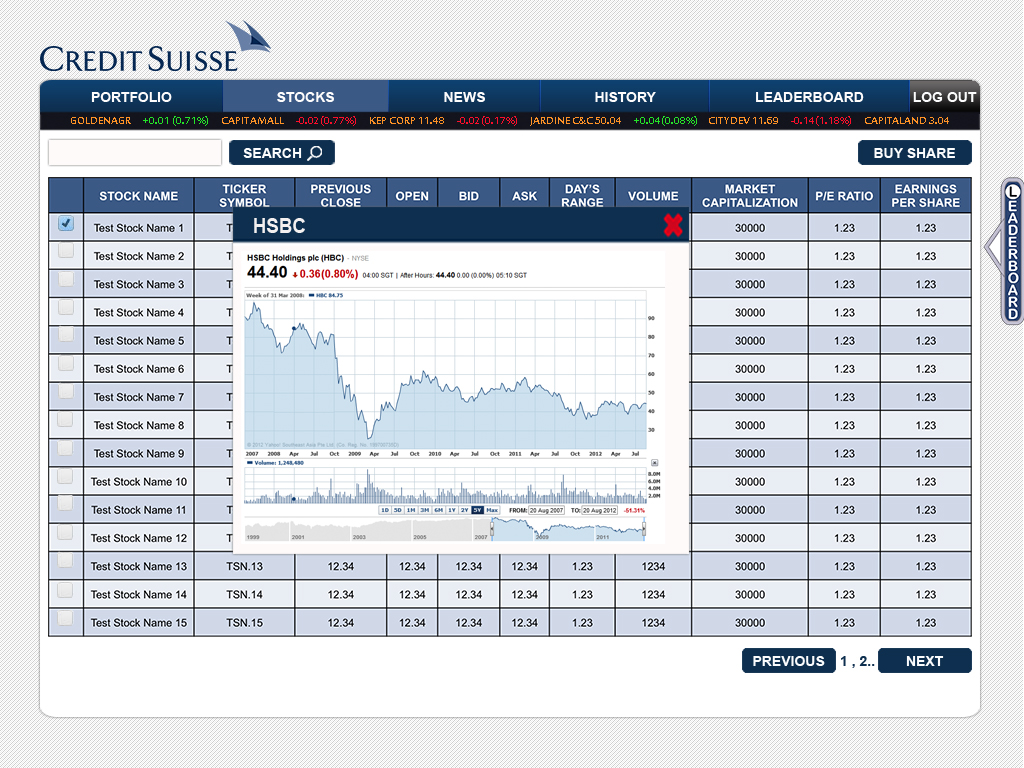 CREDIT SUISSE
PORTFOLIO STOCKS NEWS HISTORY LEADERBOARD LOG OUT
GOLDENAGR +0.01 (0.71%) CAPITAMALL -0.02 (0.77%) KEP CORP 11.48 -0.02 (0.17%) JARDINE C&C 50.04 +0.04 (0.08%) CITYDEV 11.69 -0.14 (1.18%) CAPITALAND 3.04
SEARCH BUY SHARE
STOCK NAME TICKER SYMBOL PREVIOUS CLOSE OPEN BID ASK DAY'S RANGE VOLUME MARKET CAPITALIZATION P/E RATIO EARNINGS PER SHARE
LEADERBOARD
Test Stock Name 1 T 30000 1.23 1.23
Test Stock Name 2 T 30000 1.23 1.23
Test Stock Name 3 T 30000 1.23 1.23
Test Stock Name 4 T 30000 1.23 1.23
Test Stock Name 5 T 30000 1.23 1.23
Test Stock Name 6 T 30000 1.23 1.23
Test Stock Name 7 T 30000 1.23 1.23
Test Stock Name 8 T 30000 1.23 1.23
Test Stock Name 9 T 30000 1.23 1.23
Test Stock Name 10 T 30000 1.23 1.23
Test Stock Name 11 T 30000 1.23 1.23
Test Stock Name 12 T 30000 1.23 1.23
Test Stock Name 13 TSN.13 12.34 12.34 12.34 12.34 1.23 1234 30000 1.23 1.23
Test Stock Name 14 TSN.14 12.34 12.34 12.34 12.34 1.23 1234 30000 1.23 1.23
Test Stock Name 15 TSN.15 12.34 12.34 12.34 12.34 1.23 1234 30000 1.23 1.23
HSBC
HSBC Holdings plc (HBC) - NYSE
44.40 0.36(0.80%) 04:00 SGT | After Hours: 44.40 0.00 (0.00%) 05:10 SGT
Week of 31 Mar 2008: HBC 84.75
90
80
70
60
50
40
30
© 2012 Yahoo! Southeast Asia Pte Ltd. (Co. Reg. No.
2007 2008 Apr Jul Oct 2009 Apr Jul Oct 2010 Apr Jul Oct 2011 Apr Jul Oct 2012 Apr Jul
Volume: 1,248,480
8.0M
6.0M
4.0M
2.0M
1D 5D 1M 3M 6M 1Y 2Y 5Y Max FROM: 20 Aug 2007 TO: 20 Aug 2012 -51.31%
1999 2001 2003 2005 2007 2009 2011
PREVIOUS 1 , 2.. NEXT